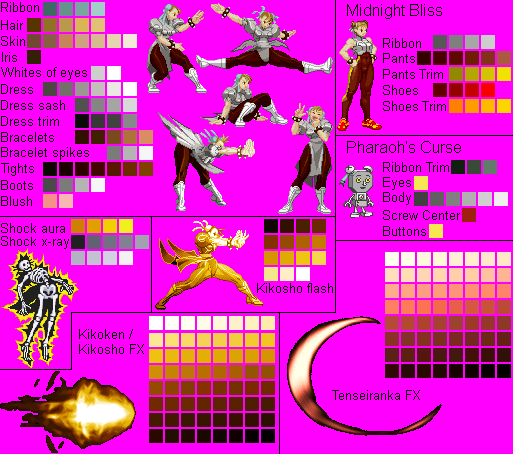 Ribbon
Hair
Skin
Iris
Whites of eyes
Dress
Dress sash
Dress trim
Bracelets
Bracelet spikes
Tights
Boots
Blush
Midnight Bliss
Ribbon
Pants
Pants Trim
Shoes
Shoes Trim
Pharaoh's Curse
Ribbon Trim
Eyes
Body
Screw Center
Buttons
Shock aura
Shock x-ray
Kikosho flash
Kikoken /
Kikosho FX
Tenseiranka FX